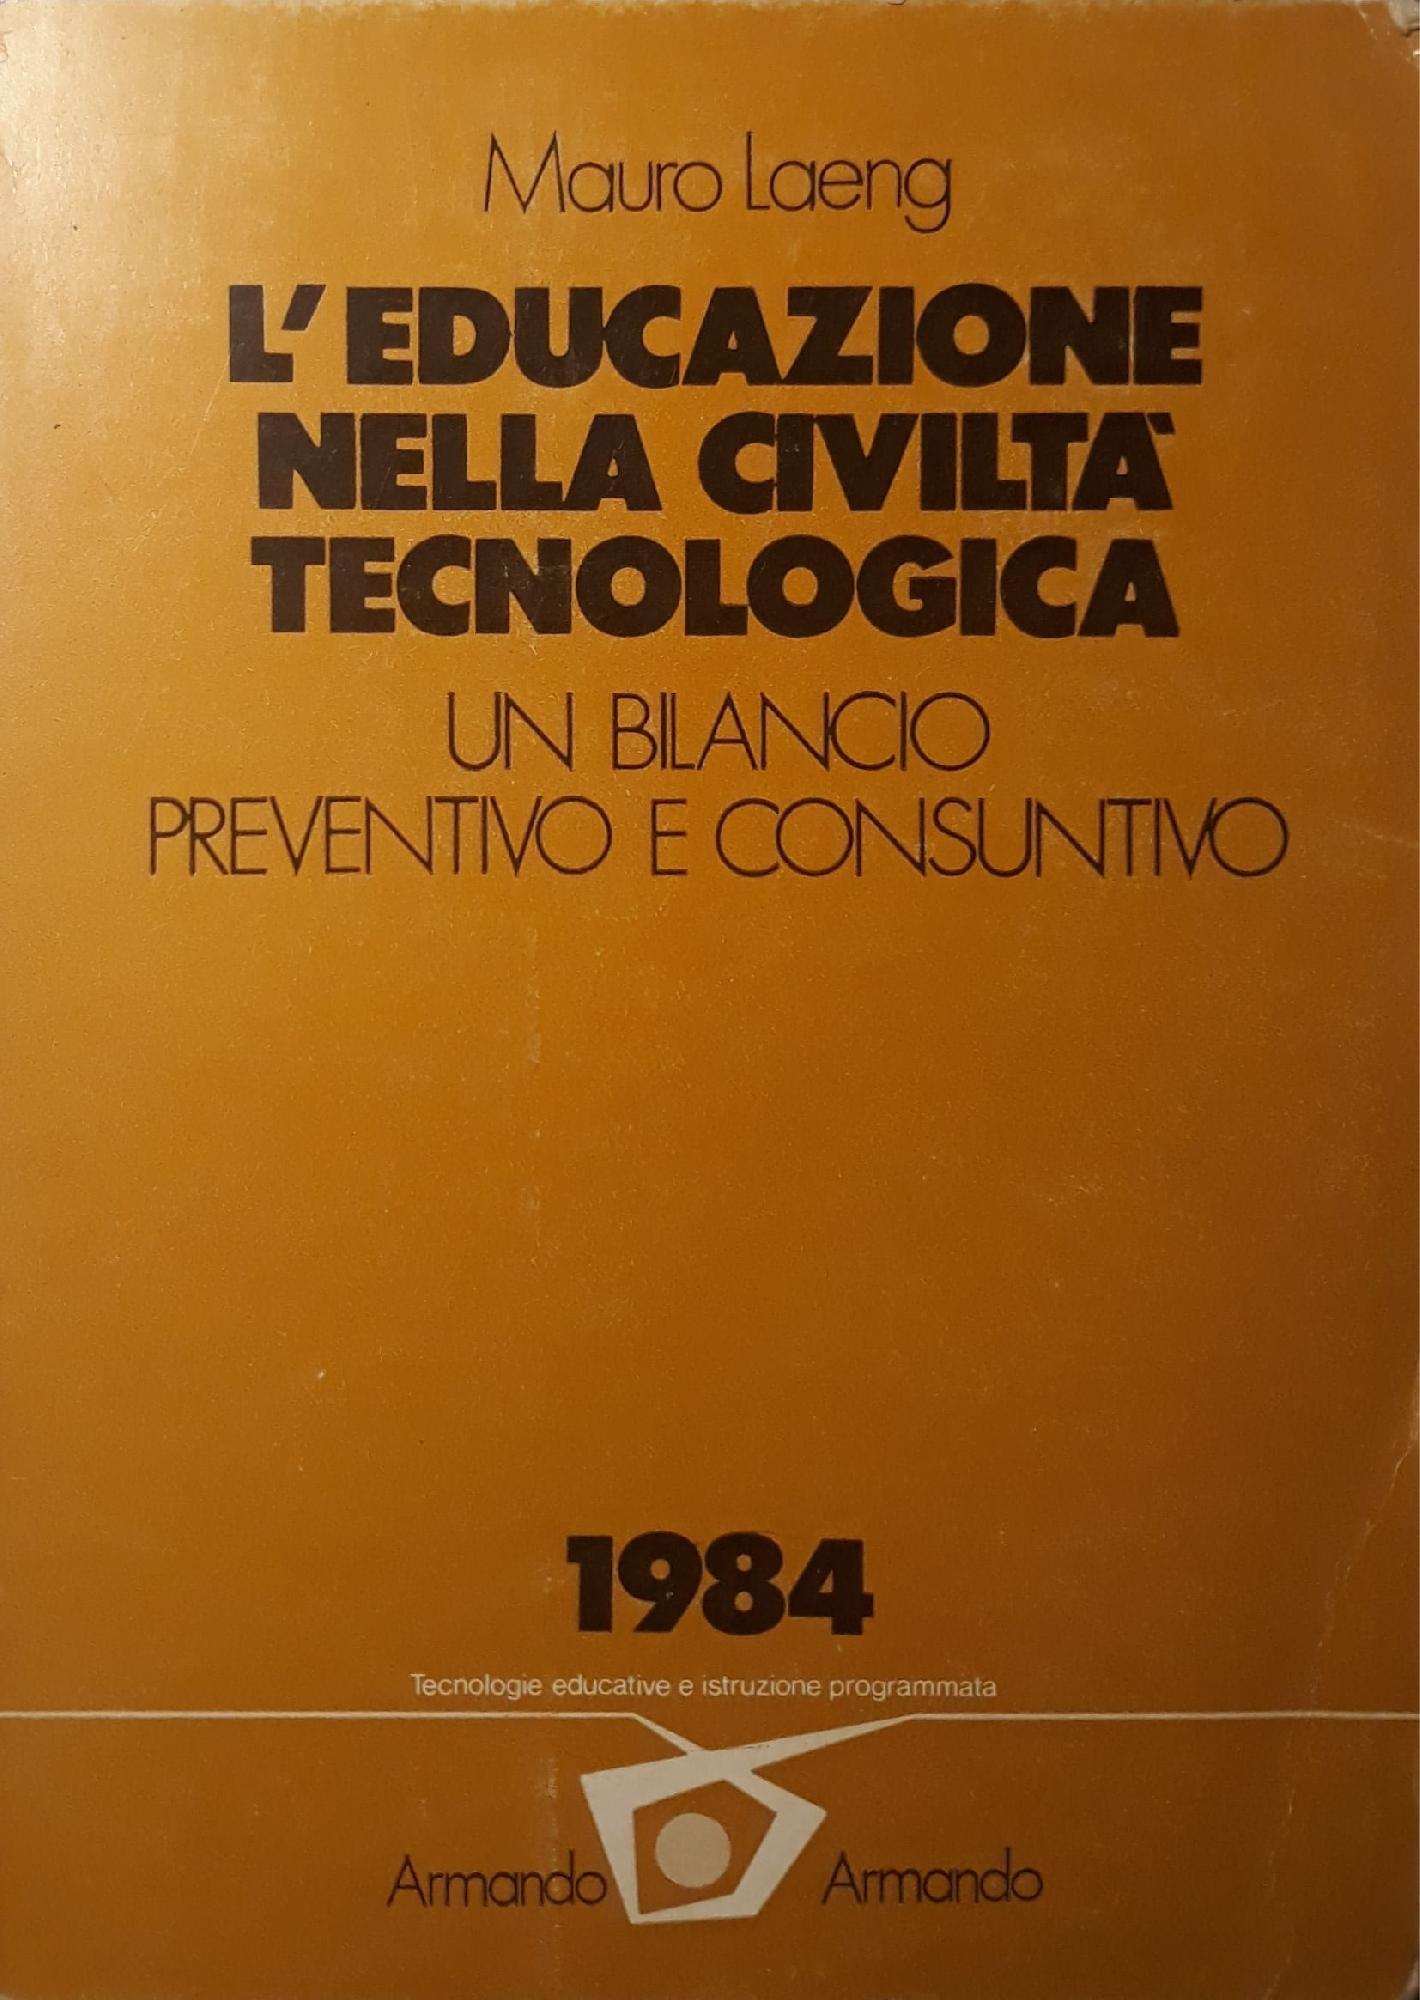 Mauro Laeng
L'EDUCAZIONE
NELLA CIVILTÀ
TECNOLOGICA
UN BILANCIO
PREVENTIVO E CONSUNTIVO
1984
Tecnologie educative e istruzione programmata
Armando Armando